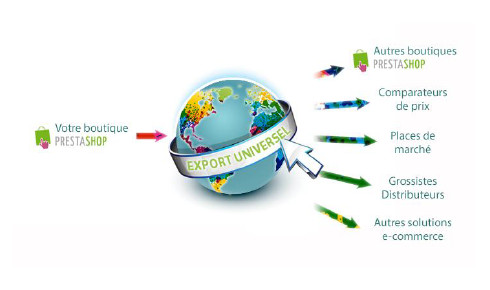 Votre boutique
PRESTASHOP
EXPORT UNIVERSEL
Autres boutiques
PRESTASHOP
Comparateurs
de prix
Places de
marché
Grossistes
Distributeurs
Autres solutions
e-commerce